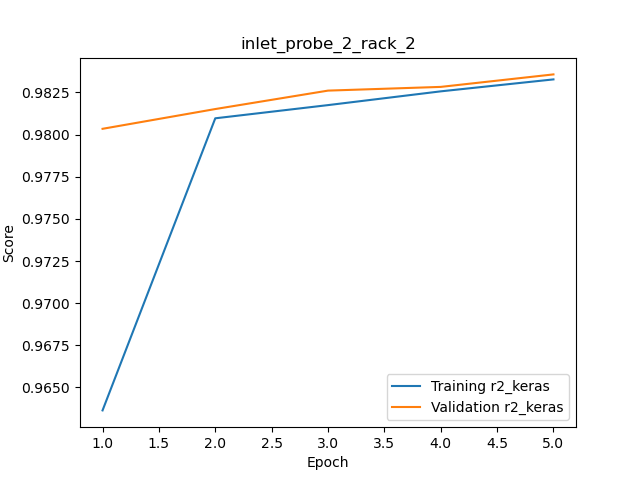 inlet_probe_2_rack_2
Score
0.9825
0.9800
0.9775
0.9750
0.9725
0.9700
0.9675
0.9650
Training r2_keras
Validation r2_keras
1.0 1.5 2.0 2.5 3.0 3.5 4.0 4.5 5.0
Epoch